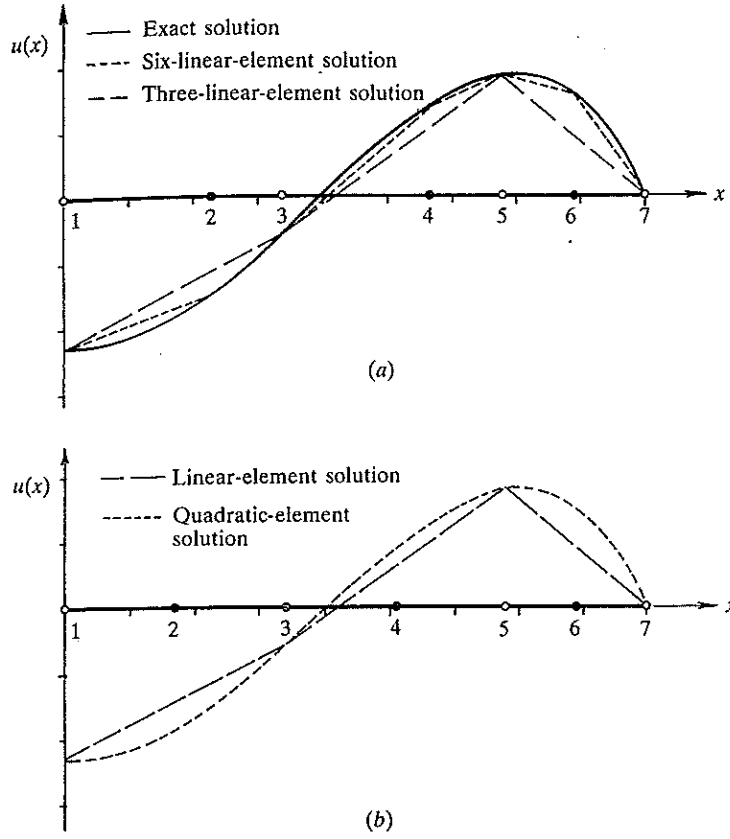 u(x)
Exact solution
Six-linear-element solution
Three-linear-element solution
x
1 2 3 4 5 6 7
(a)
u(x)
Linear-element solution
Quadratic-element
solution
x
1 2 3 4 5 6 7
(b)